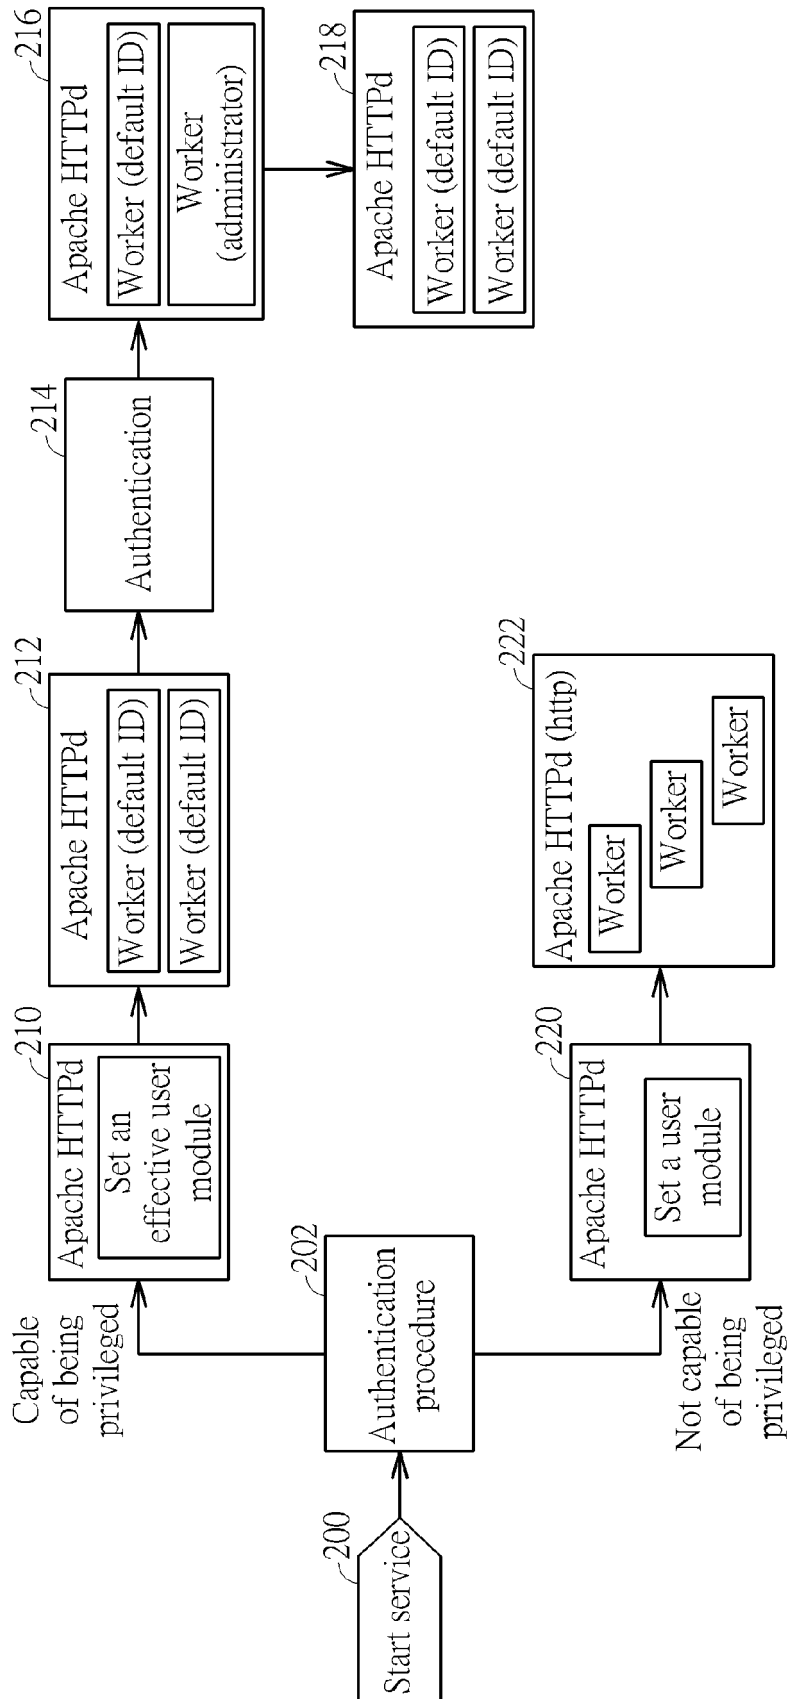 200
Start service
202
Authentication
procedure
Capable
of being
privileged
210
Apache HTTPd
Set an
effective user
module
212
Apache HTTPd
Worker (default ID)
Worker (default ID)
214
Authentication
216
Apache HTTPd
Worker (default ID)
Worker
(administrator)
218
Apache HTTPd
Worker (default ID)
Worker (default ID)
Not capable
of being
privileged
220
Apache HTTPd
Set a user
module
222
Apache HTTPd (http)
Worker
Worker
Worker